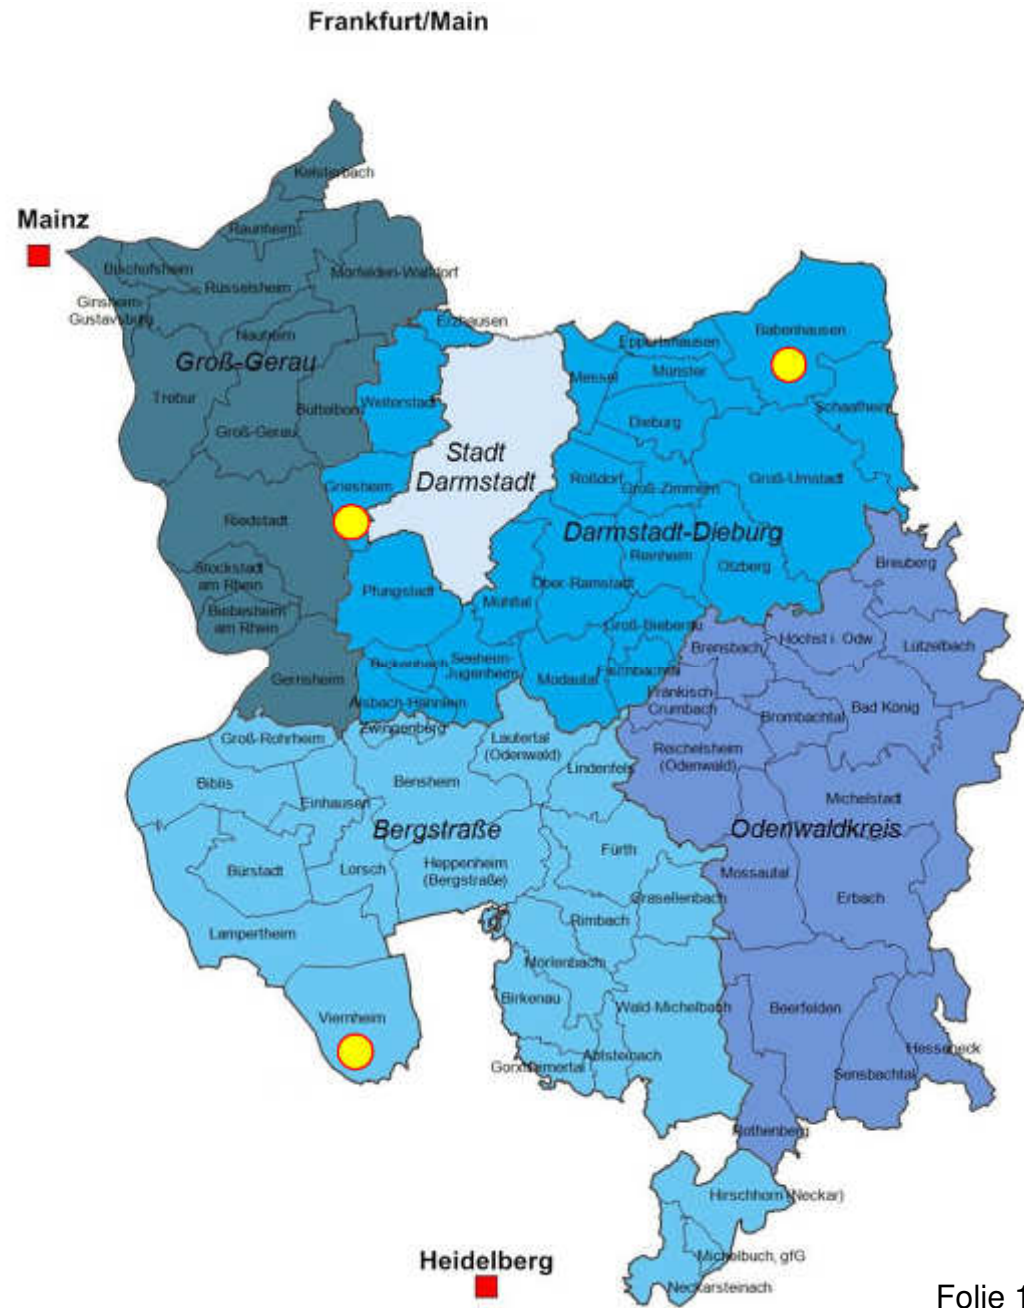 Frankfurt/Main
Kelsterbach
Mainz
Raunheim
Bischofsheim
Mörfelden-Walldorf
Rüsselsheim
Ginsheim-
Gustavsburg
Erzhausen
Babenhausen
Nauheim
Eppertshausen
Groß-Gerau
Münster
Messel
Trebur
Büttelborn
Weiterstadt
Schaafheim
Dieburg
Groß-Gerau
Stadt
Darmstadt
Roßdorf
Groß-Zimmern
Groß-Umstadt
Griesheim
Riedstadt
Darmstadt-Dieburg
Reinheim
Otzberg
Breuberg
Stockstadt
am Rhein
Ober-Ramstadt
Pfungstadt
Mühltal
Biebesheim
am Rhein
Groß-Bieberau
Höchst i. Odw.
Brensbach
Lützelbach
Bickenbach
Seeheim-
Jugenheim
Gernsheim
Modautal
Fischbachtal
Fränkisch-
Crumbach
Alsbach-Hähnlein
Bad König
Brombachtal
Zwingenberg
Groß-Rohrheim
Lautertal
(Odenwald)
Reichelsheim
(Odenwald)
Lindenfels
Biblis
Bensheim
Einhausen
Michelstadt
Bergstraße
Odenwaldkreis
Fürth
Bürstadt
Lorsch
Heppenheim
(Bergstraße)
Mossautal
Grasellenbach
Erbach
Rimbach
Lampertheim
Mörlenbach
Birkenau
Wald-Michelbach
Beerfelden
Viernheim
Hesseneck
Abtsteinach
Gorxheimertal
Sensbachtal
Rothenberg
Hirschhorn (Neckar)
Michelbuch, gfG
Heidelberg
Neckarsteinach
Folie 1